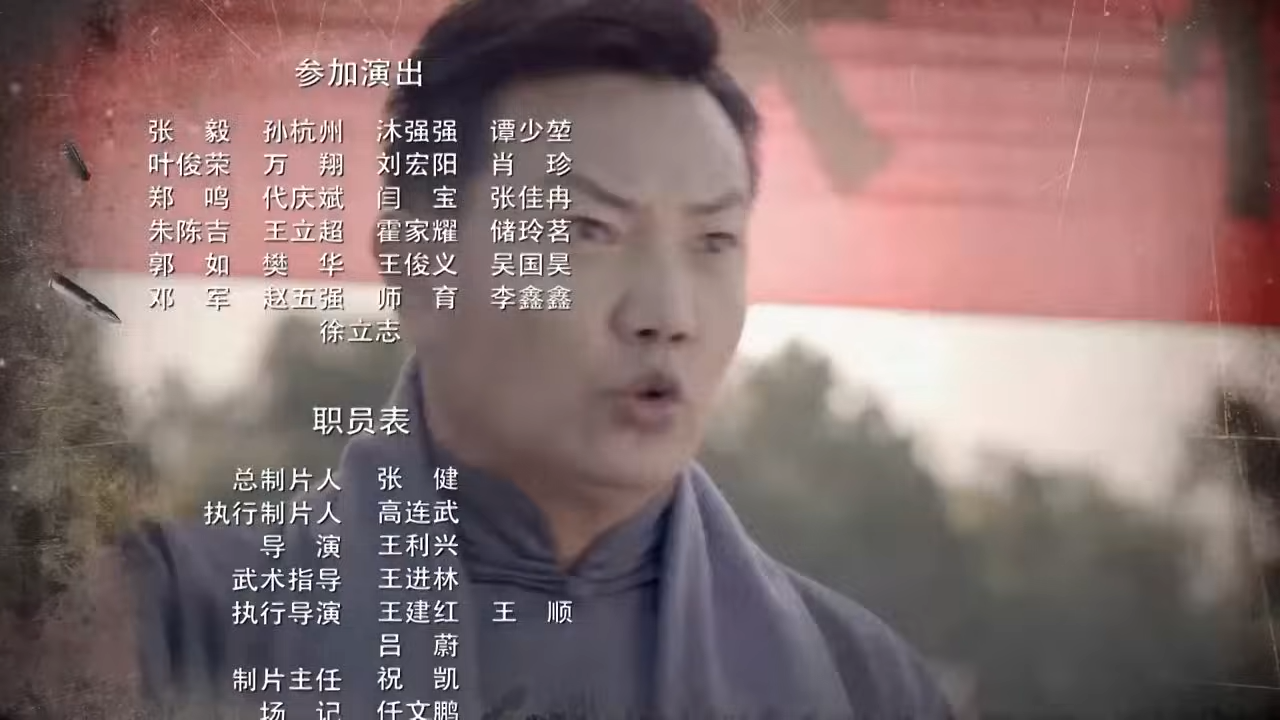 参加演出
张 毅 孙杭州 沐强强 谭少堃
叶俊荣 万 翔 刘宏阳 肖 珍
郑 鸣 代庆斌 闫 宝 张佳冉
朱陈吉 王立超 霍家耀 储玲茗
郭 如 樊 华 王俊义 吴国昊
邓 军 赵五强 师 育 李鑫鑫
徐立志
职员表
总制片人 张 健
执行制片人 高连武
导 演 王利兴
武术指导 王进林
执行导演 王建红 王 顺
吕 蔚
制片主任 祝 凯
场 记 任文鹏